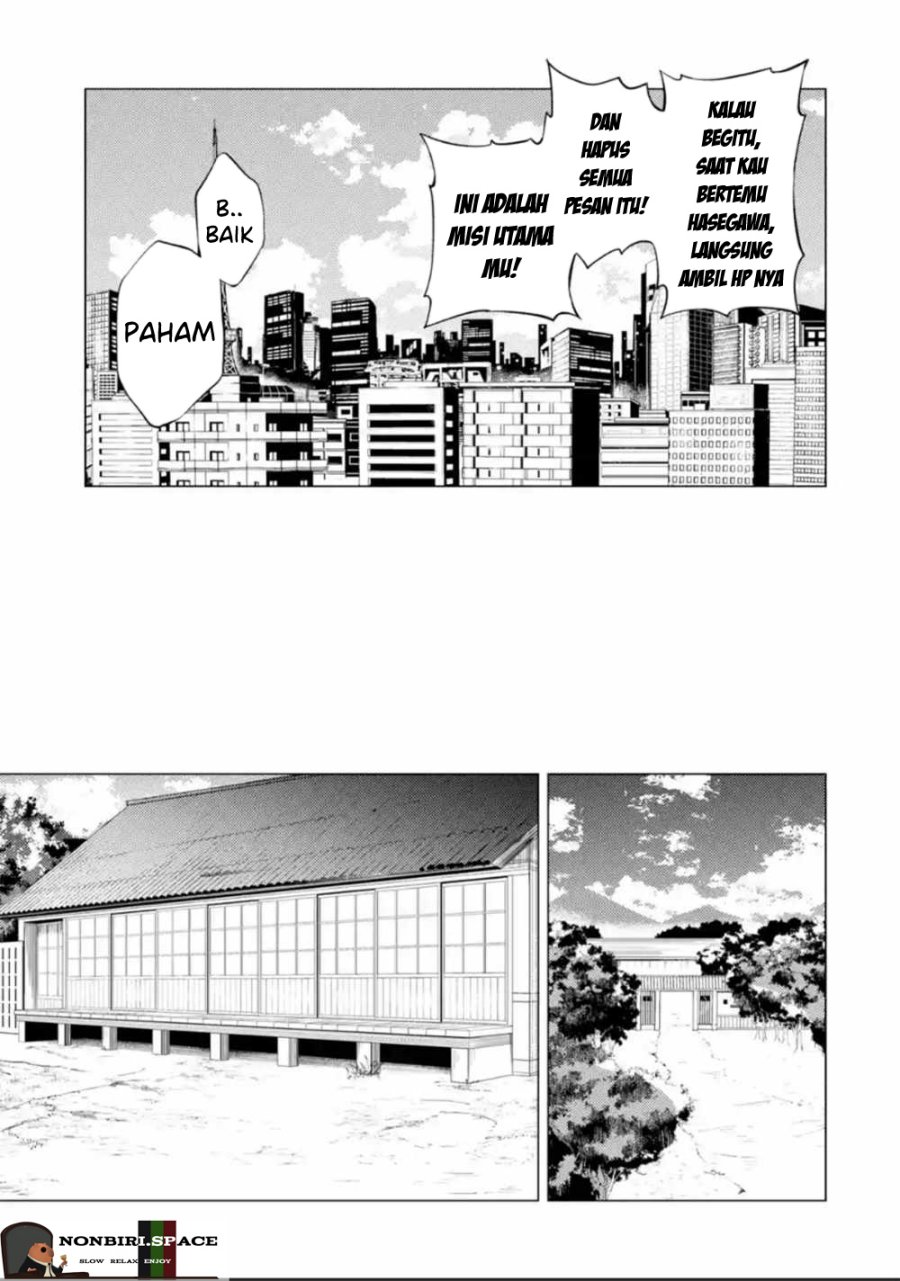 KALAU
BEGITU,
SAAT KAU
BERTEMU
HASEGAWA,
LANGSUNG
AMBIL HP NYA
DAN
HAPUS
SEMUA
PESAN ITU!
INI ADALAH
MISI UTAMA
MU!
B..
BAIK
PAHAM
NONBIRI.SPACE
SLOW RELAX ENJOY